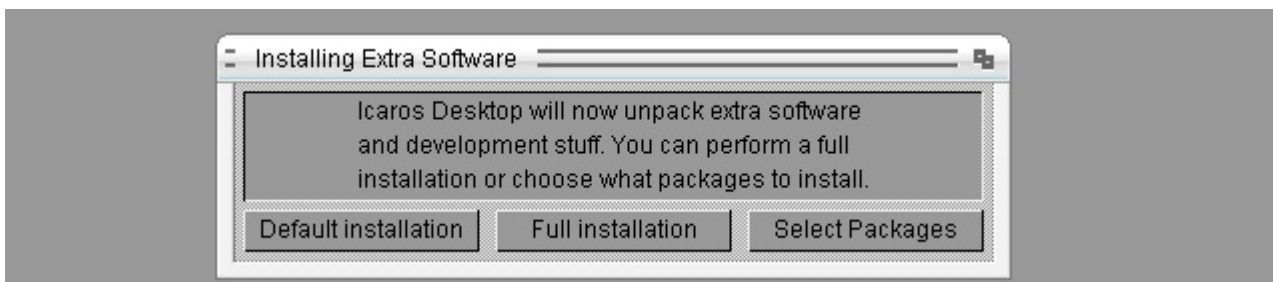 Installing Extra Software
Icaros Desktop will now unpack extra software
and development stuff. You can perform a full
installation or choose what packages to install.
Default installation Full installation Select Packages